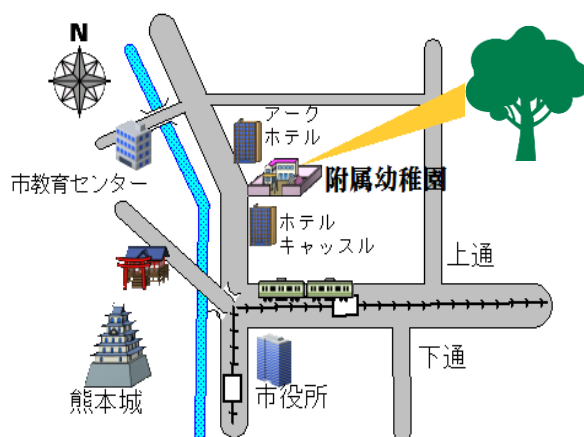 N
アーク
ホテル
市教育センター
附属幼稚園
ホテル
キャッスル
上通
下通
熊本城
市役所